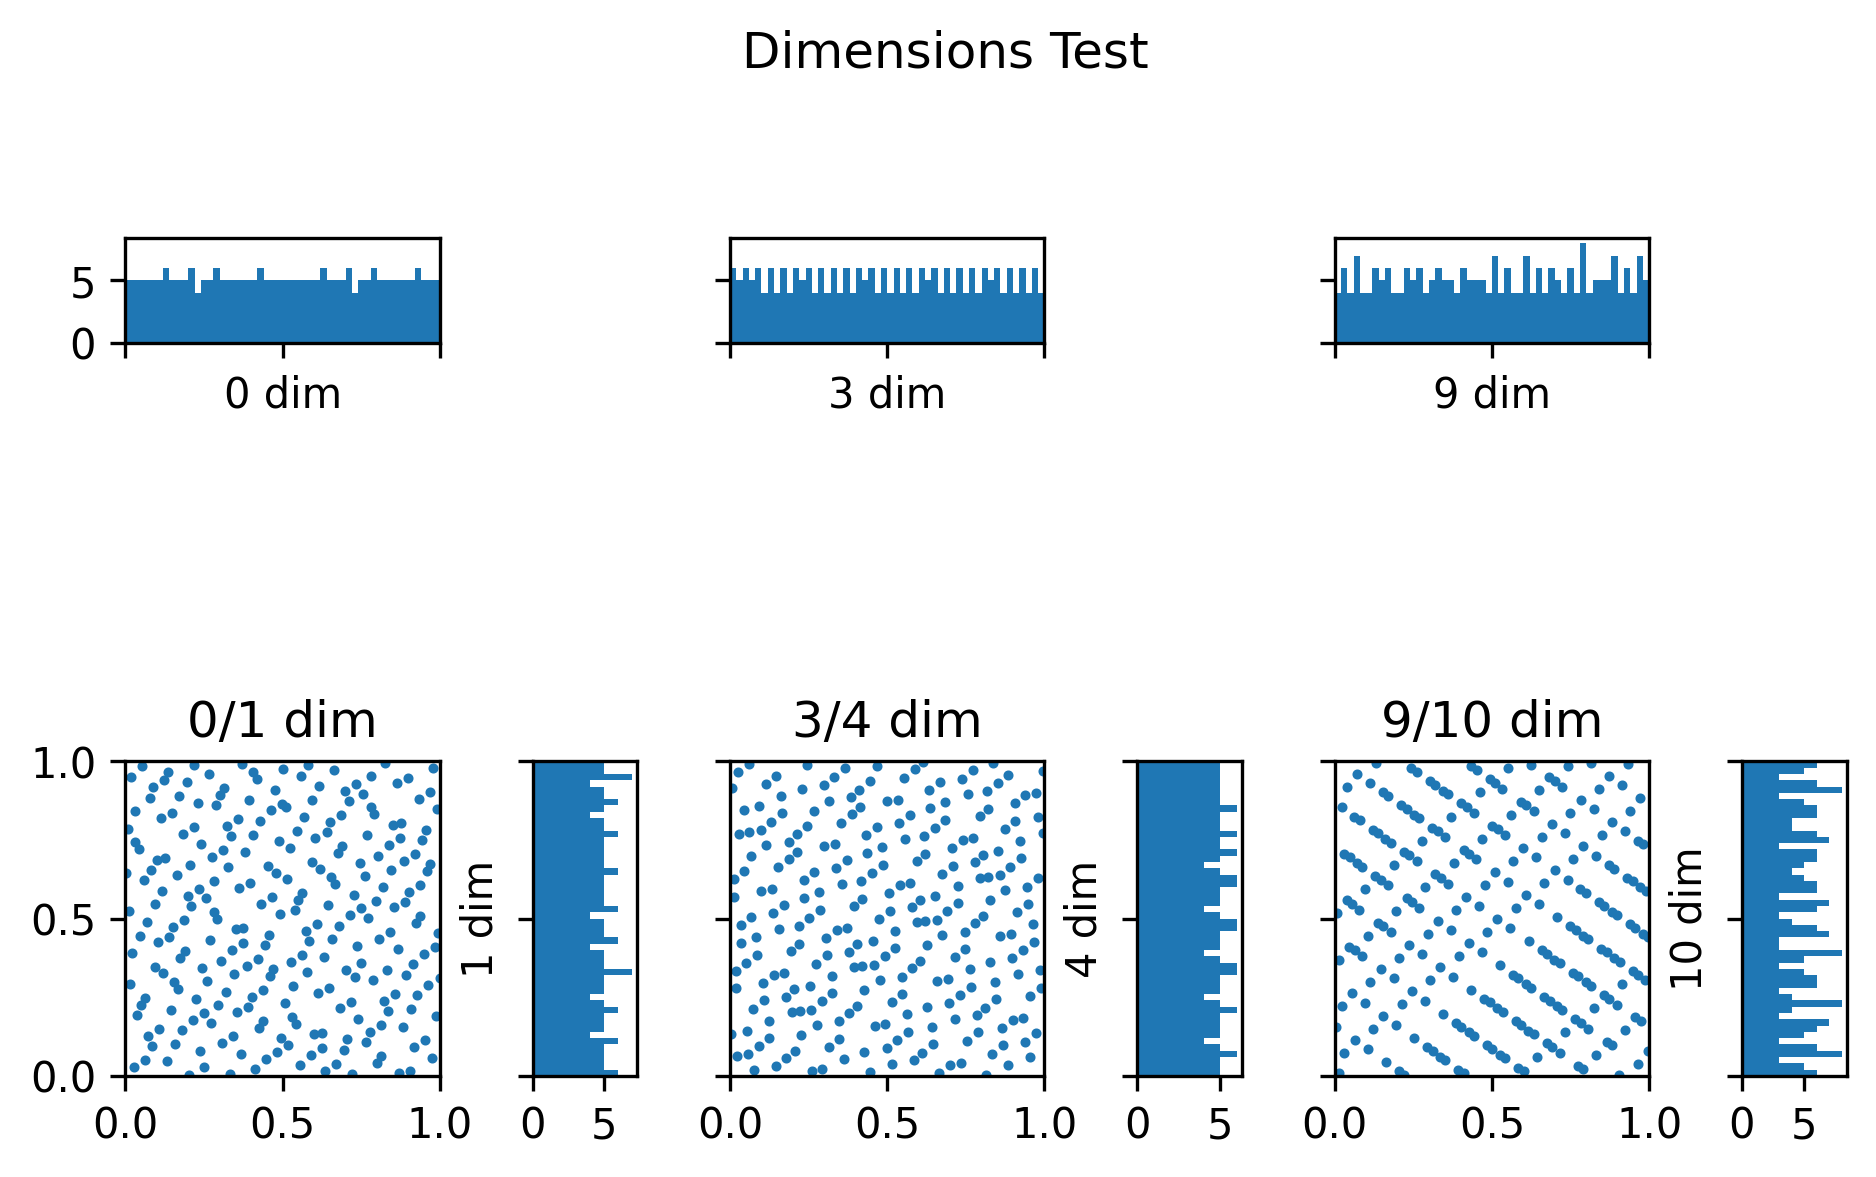 Dimensions Test
5
0
0 dim
3 dim
9 dim
0/1 dim
3/4 dim
9/10 dim
1.0
0.5
0.0
0.0 0.5 1.0
1 dim
0 5
0.0 0.5 1.0
4 dim
0 5
0.0 0.5 1.0
10 dim
0 5